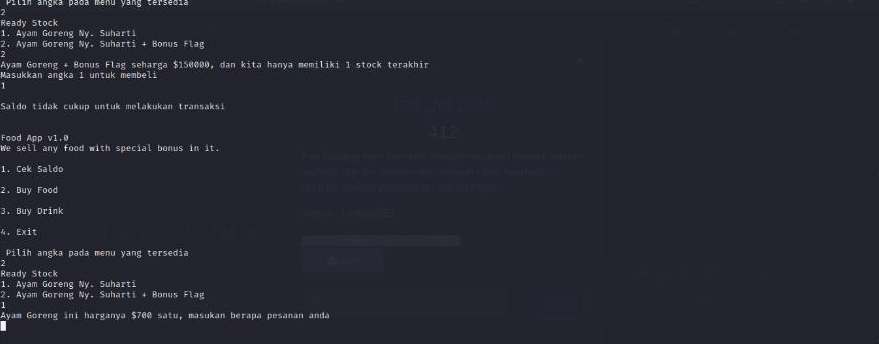 Pilih angka pada menu yang tersedia
2
Ready Stock
1. Ayam Goreng Ny. Suharti
2. Ayam Goreng Ny. Suharti + Bonus Flag
2
Ayam Goreng + Bonus Flag seharga $150000, dan kita hanya memiliki 1 stock terakhir
Masukkan angka 1 untuk membeli
1
Saldo tidak cukup untuk melakukan transaksi
Food App v1.0
We sell any food with special bonus in it.
1. Cek Saldo
2. Buy Food
3. Buy Drink
4. Exit
Pilih angka pada menu yang tersedia
2
Ready Stock
1. Ayam Goreng Ny. Suharti
2. Ayam Goreng Ny. Suharti + Bonus Flag
1
Ayam Goreng ini harganya $700 satu, masukan berapa pesanan anda
412